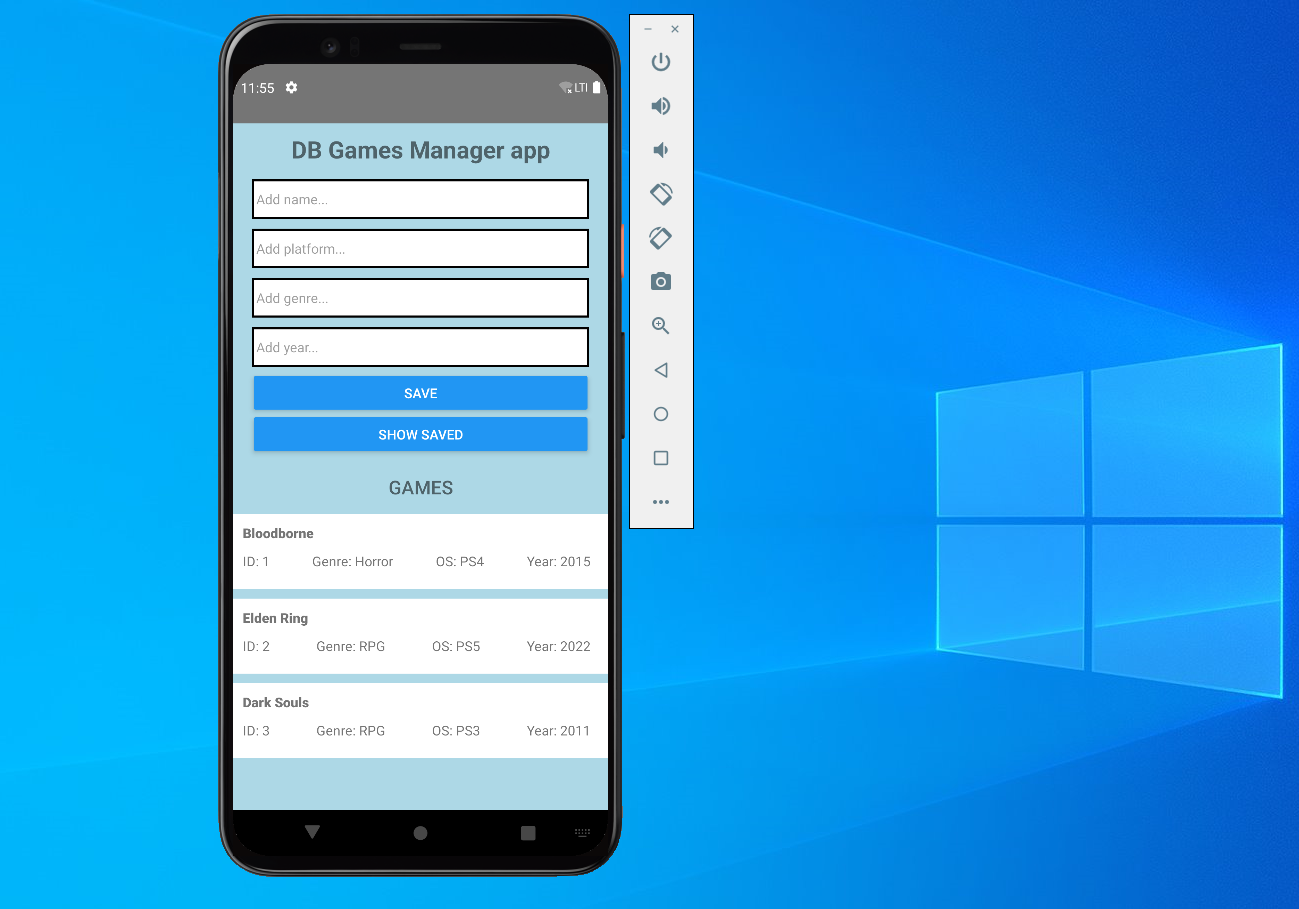 11:55 LTI
DB Games Manager app
Add name...
Add platform...
Add genre...
Add year...
SAVE
SHOW SAVED
GAMES
Bloodborne
ID: 1 Genre: Horror OS: PS4 Year: 2015
Elden Ring
ID: 2 Genre: RPG OS: PS5 Year: 2022
Dark Souls
ID: 3 Genre: RPG OS: PS3 Year: 2011